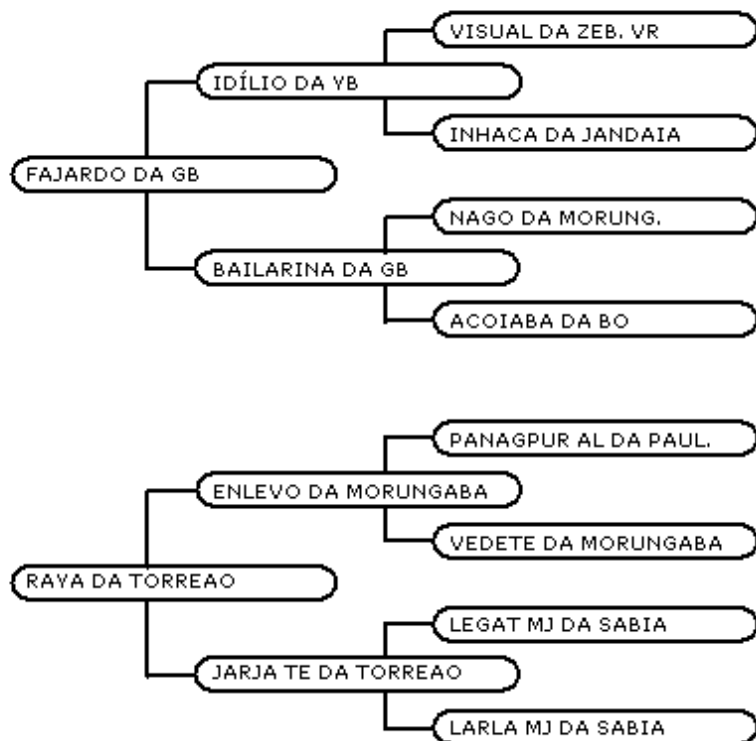 VISUAL DA ZEB. VR
IDÍLIO DA YB
INHACA DA JANDAIA
FAJARDO DA GB
NAGO DA MORUNG.
BAILARINA DA GB
ACOIABA DA BO
PANAGPUR AL DA PAUL.
ENLEVO DA MORUNGABA
VEDETE DA MORUNGABA
RAYA DA TORREAO
LEGAT MJ DA SABIA
JARJA TE DA TORREAO
LARLA MJ DA SABIA